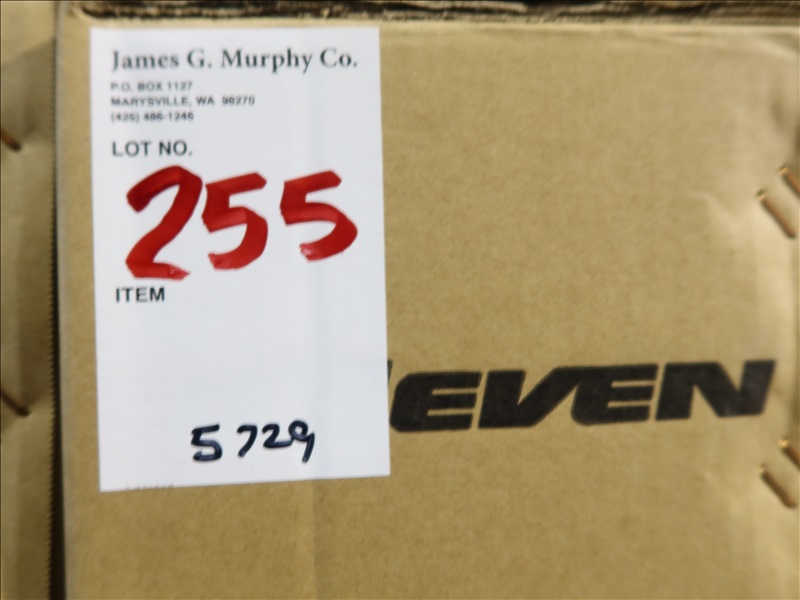 James G. Murphy Co.
P.O. BOX 1127
MARYSVILLE, WA 98270
(425) 486-1246
LOT NO.
255
ITEM
5729
EVEN